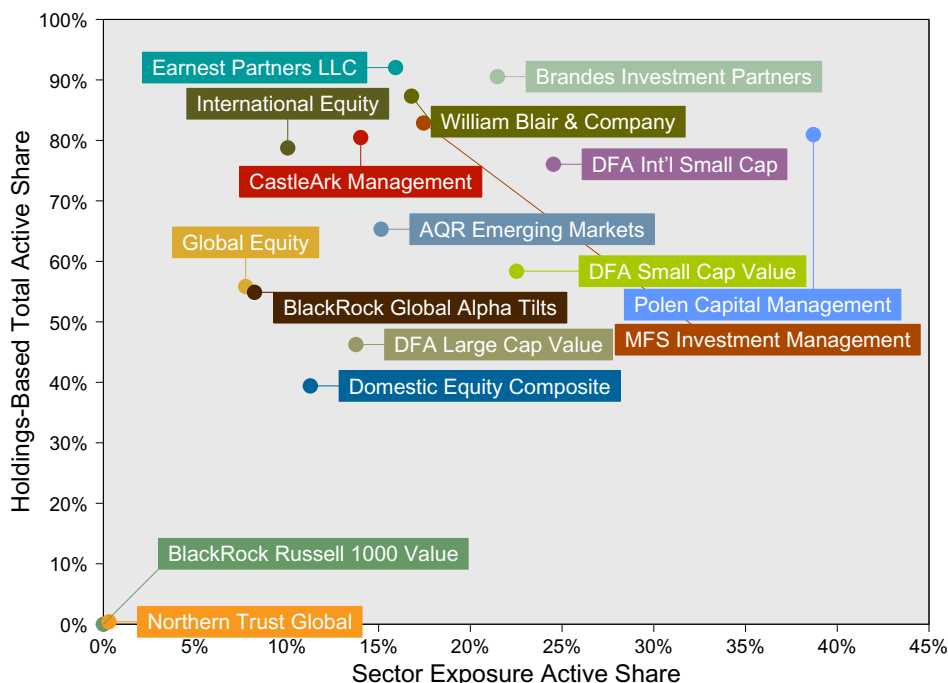 100%
90%
80%
70%
60%
50%
40%
30%
20%
10%
0%
Holdings-Based Total Active Share
Earnest Partners LLC
Brandes Investment Partners
International Equity
William Blair & Company
DFA Int'l Small Cap
CastleArk Management
AQR Emerging Markets
Global Equity
DFA Small Cap Value
BlackRock Global Alpha Tilts
Polen Capital Management
MFS Investment Management
DFA Large Cap Value
Domestic Equity Composite
BlackRock Russell 1000 Value
Northern Trust Global
0% 5% 10% 15% 20% 25% 30% 35% 40% 45%
Sector Exposure Active Share